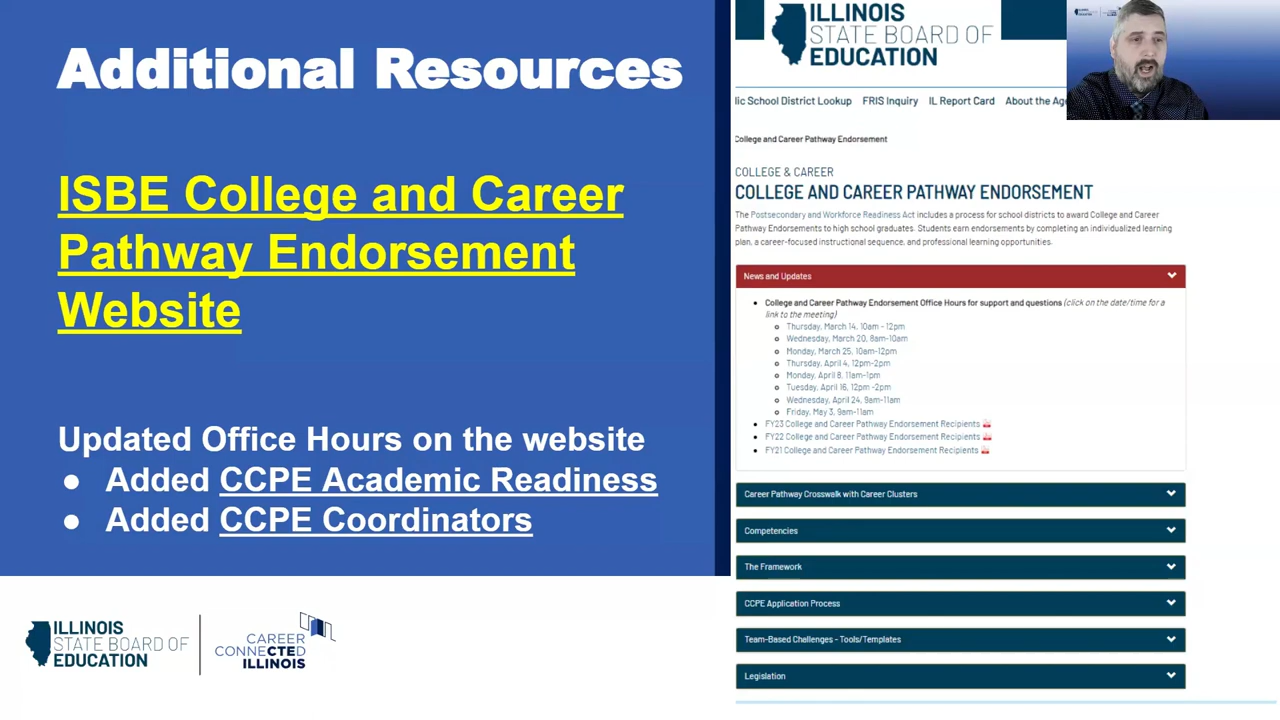 Additional Resources
ISBE College and Career
Pathway Endorsement
Website
Updated Office Hours on the website
● Added CCPE Academic Readiness
● Added CCPE Coordinators
ILLINOIS
STATE BOARD OF
EDUCATION
CAREER
CONNECTED
ILLINOIS
ILLINOIS
STATE BOARD OF
EDUCATION
lic School District Lookup FRIS Inquiry IL Report Card About the Age
College and Career Pathway Endorsement
COLLEGE & CAREER
COLLEGE AND CAREER PATHWAY ENDORSEMENT
The Postsecondary and Workforce Readiness Act includes a process for school districts to award College and Career
Pathway Endorsements to high school graduates. Students earn endorsements by completing an individualized learning
plan, a career-focused instructional sequence, and professional learning opportunities.
News and Updates
• College and Career Pathway Endorsement Office Hours for support and questions (click on the date/time for a
link to the meeting)
Thursday, March 14, 10am - 12pm
Wednesday, March 20, 8am-10am
Monday, March 25, 10am-12pm
Thursday, April 4, 12pm-2pm
Monday, April 8, 11am-1pm
Tuesday, April 16, 12pm -2pm
Wednesday, April 24, 9am-11am
Friday, May 3, 9am-11am
• FY23 College and Career Pathway Endorsement Recipients
• FY22 College and Career Pathway Endorsement Recipients
• FY21 College and Career Pathway Endorsement Recipients
Career Pathway Crosswalk with Career Clusters
Competencies
The Framework
CCPE Application Process
Team-Based Challenges - Tools/Templates
Legislation